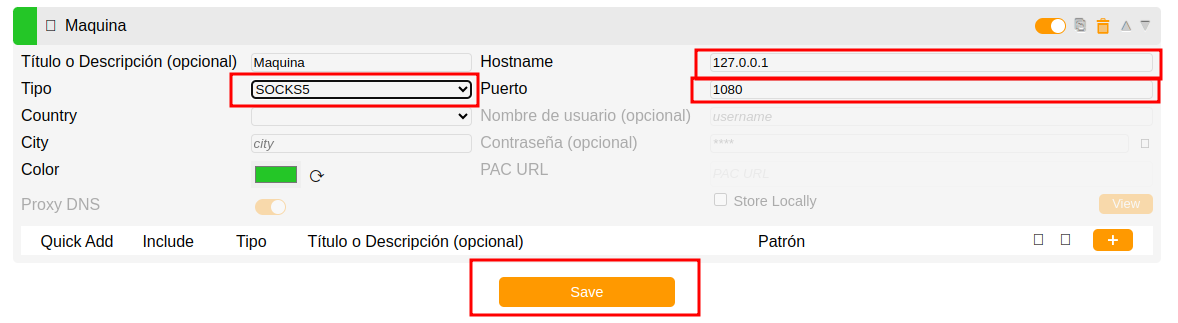 Maquina
Título o Descripción (opcional) Maquina Hostname 127.0.0.1
Tipo SOCKS5 Puerto 1080
Country Nombre de usuario (opcional) username
City city Contraseña (opcional) ****
Color PAC URL PAC URL
Proxy DNS Store Locally View
Quick Add Include Tipo Título o Descripción (opcional) Patrón +
Save